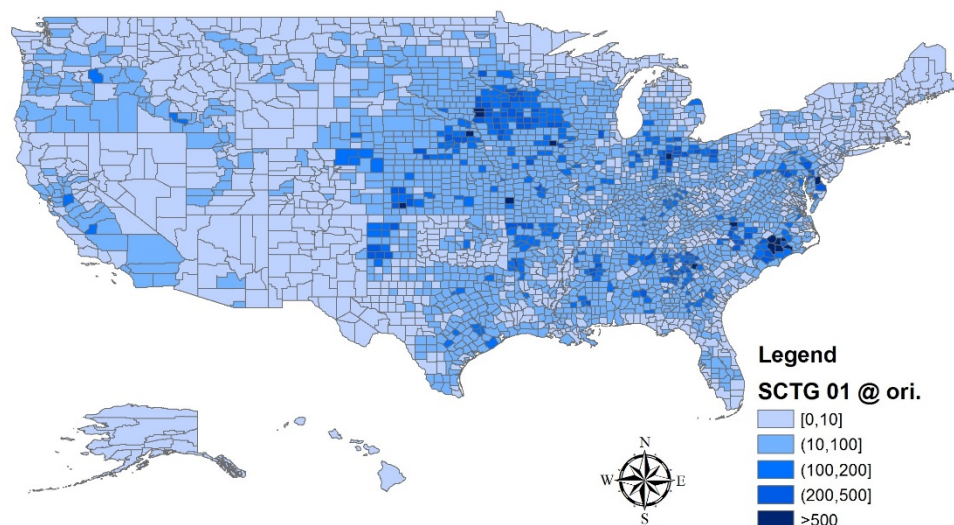 Legend
SCTG 01 @ ori.
[0,10]
(10,100]
(100,200]
(200,500]
>500
N
W E
S